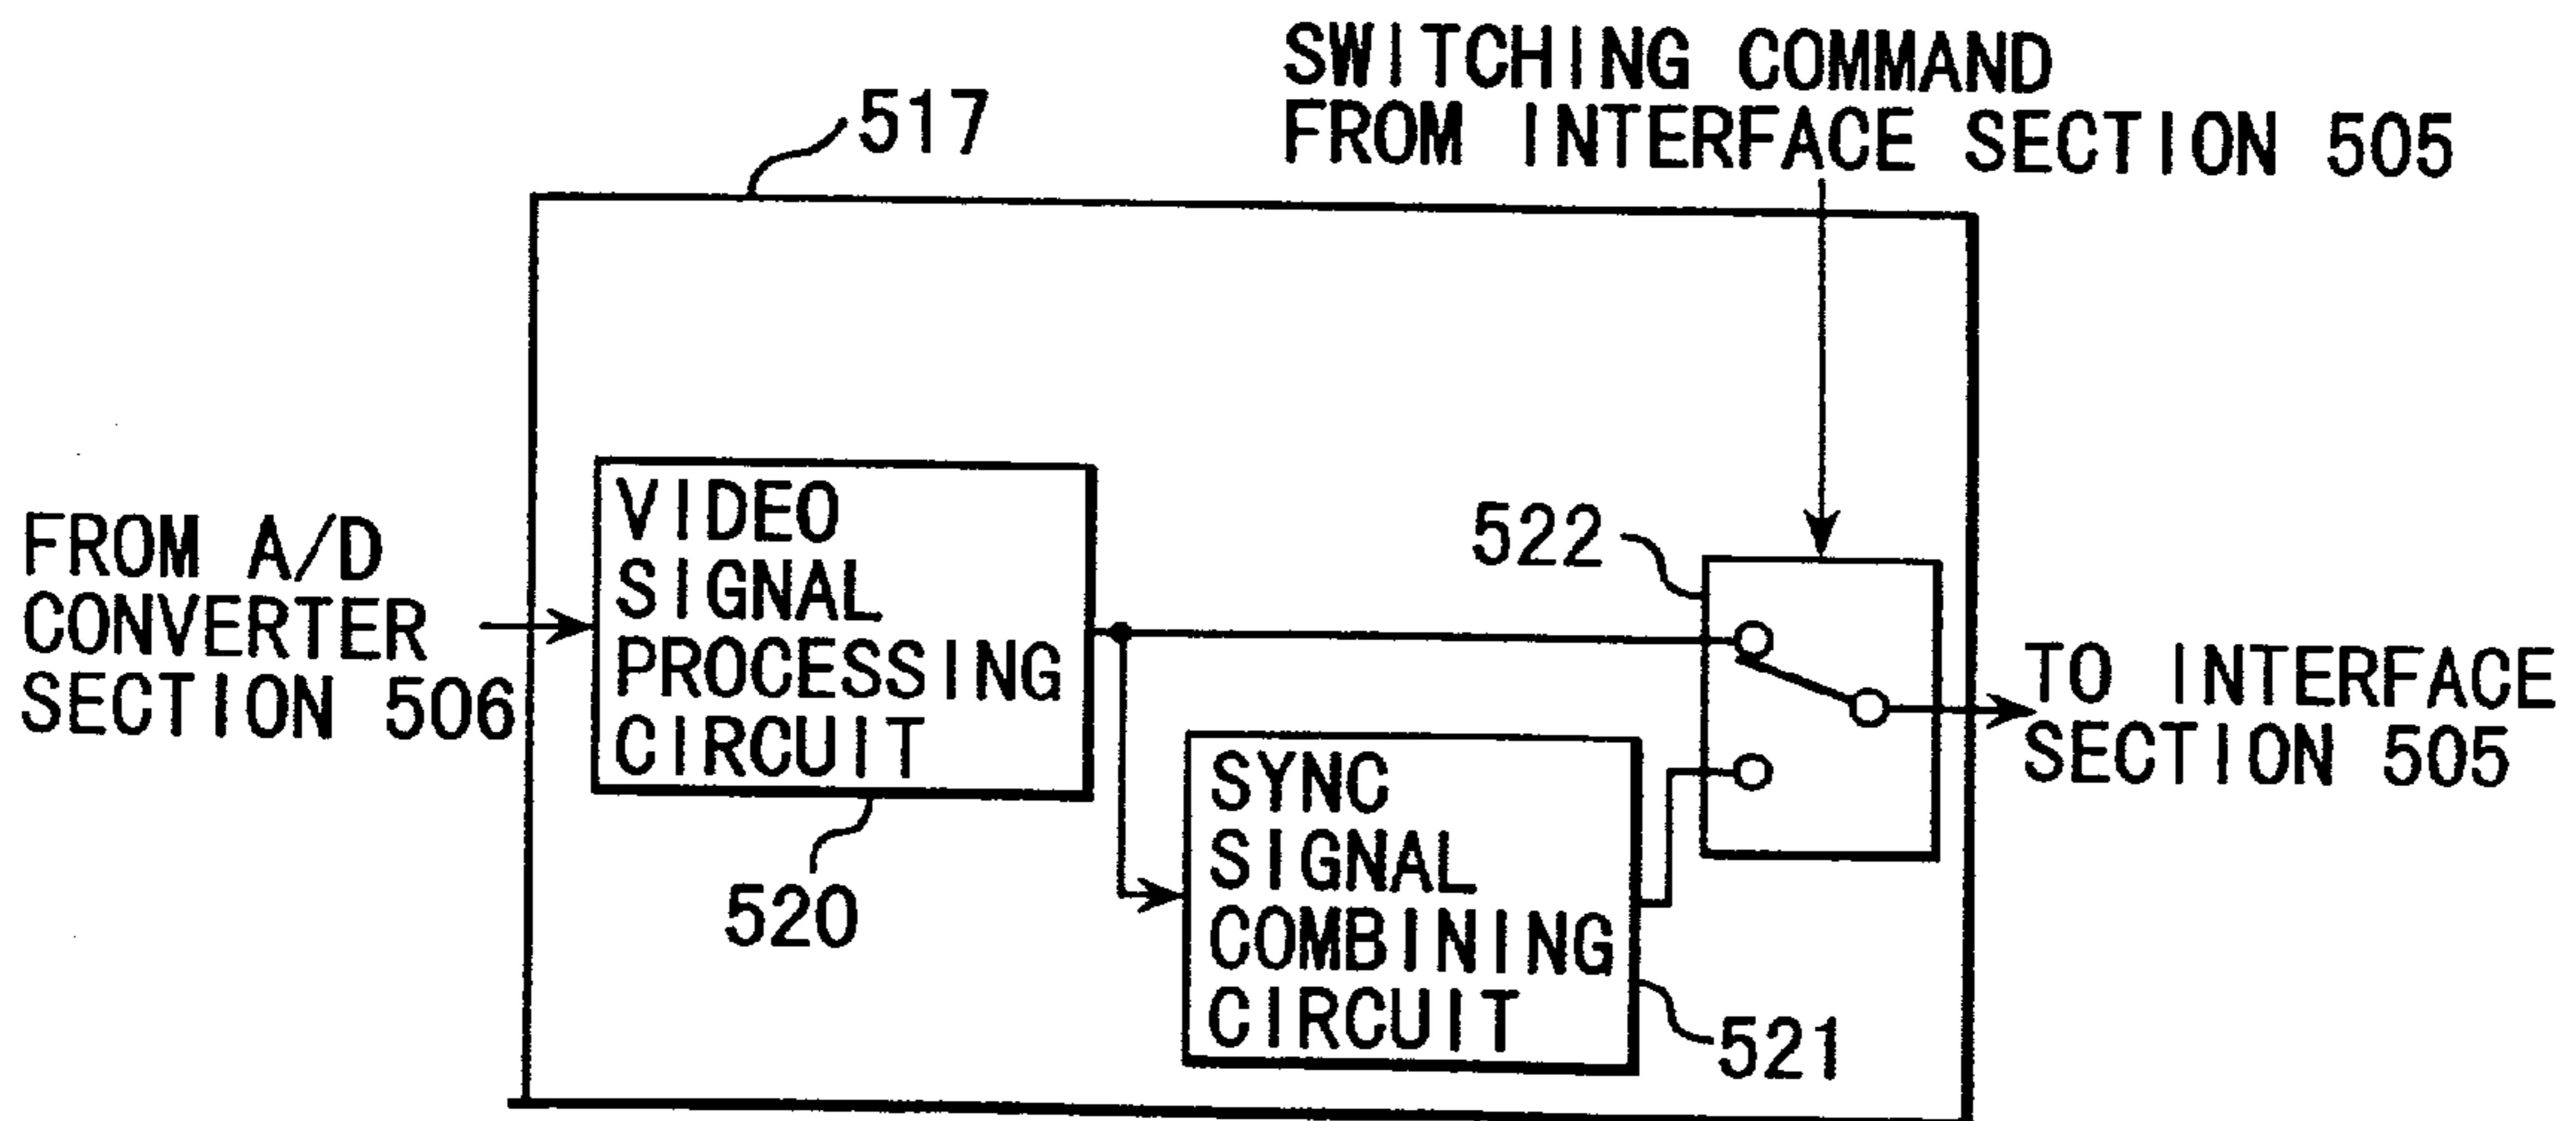 SWITCHING COMMAND
FROM INTERFACE SECTION 505
517
FROM A/D
CONVERTER
SECTION 506
VIDEO
SIGNAL
PROCESSING
CIRCUIT
520
522
SYNC
SIGNAL
COMBINING
CIRCUIT
521
TO INTERFACE
SECTION 505